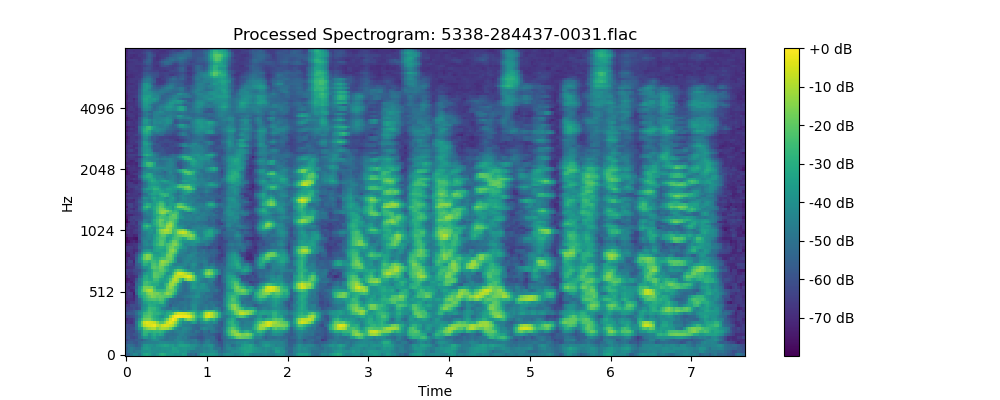 Processed Spectrogram: 5338-284437-0031.flac
Hz
4096
2048
1024
512
0
0 1 2 3 4 5 6 7
Time
+0 dB
-10 dB
-20 dB
-30 dB
-40 dB
-50 dB
-60 dB
-70 dB